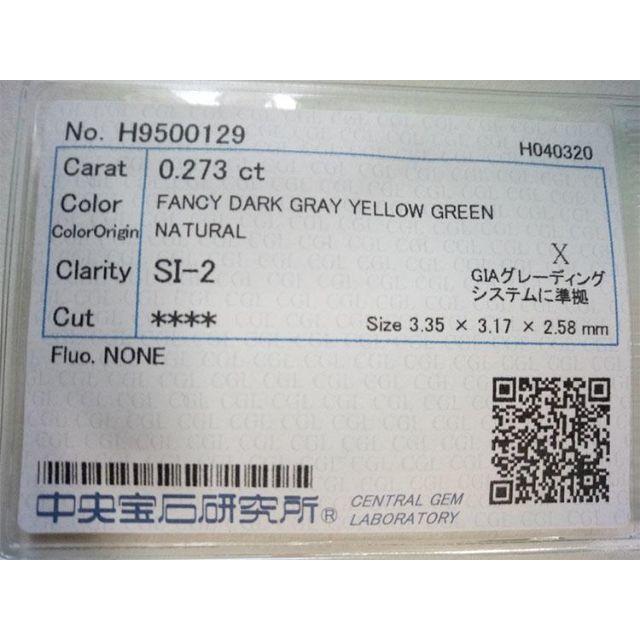 No. H9500129
H040320
Carat 0.273 ct
Color FANCY DARK GRAY YELLOW GREEN
ColorOrigin NATURAL
X
Clarity SI-2
GIAグレーディング
システムに準拠
Cut ****
Size 3.35 × 3.17 × 2.58 mm
Fluo. NONE
中央宝石研究所®
CENTRAL GEM
LABORATORY